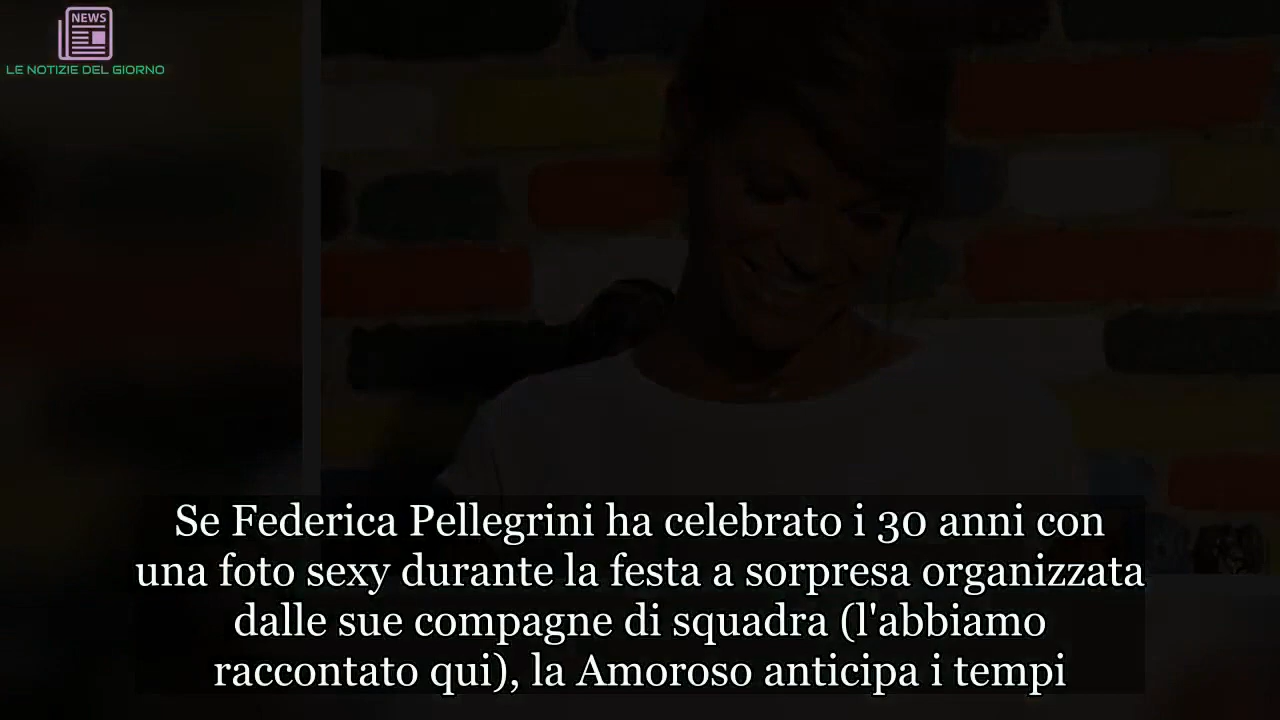 NEWS
LE NOTIZIE DEL GIORNO
Se Federica Pellegrini ha celebrato i 30 anni con
una foto sexy durante la festa a sorpresa organizzata
dalle sue compagne di squadra (l'abbiamo
raccontato qui), la Amoroso anticipa i tempi